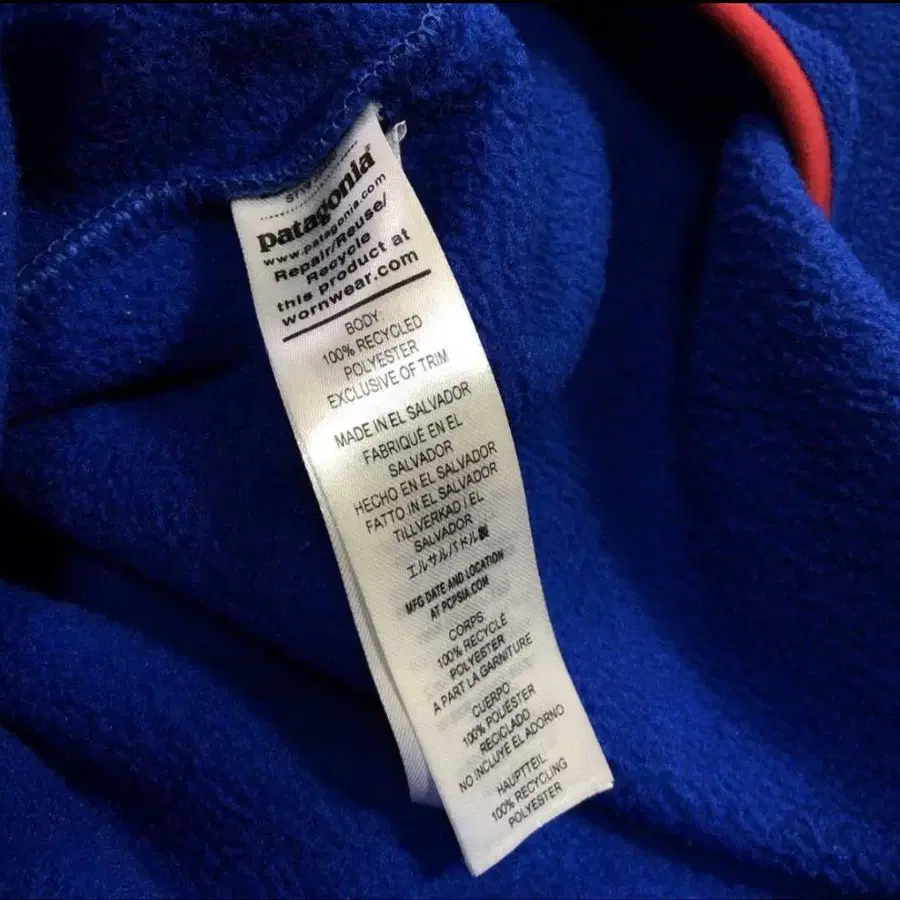 patagonia®
www.patagonia.com
Repair/Reuse/
Recycle
this product at
wornwear.com
BODY:
100% RECYCLED
POLYESTER
EXCLUSIVE OF TRIM
MADE IN EL SALVADOR
FABRIQUÉ EN EL
SALVADOR
HECHO EN EL SALVADOR
FATTO IN EL SALVADOR
TILLVERKAD I EL
SALVADOR
エルサルバドル製
MFG DATE AND LOCATION
AT PCPSIA.COM
CORPS
100% RECYCLÉ
POLYESTER
A PART LA GARNITURE
CUERPO
100% POLIÉSTER
RECICLADO
NO INCLUYE EL ADORNO
HAUPTTEIL
100% RECYCLING
POLYESTER